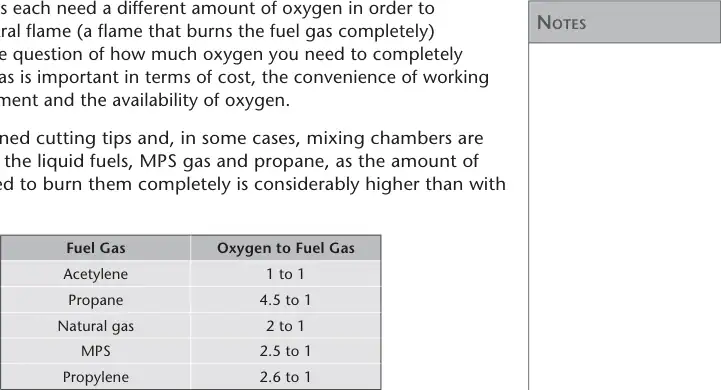 s each need a different amount of oxygen in order to
ral flame (a flame that burns the fuel gas completely)
e question of how much oxygen you need to completely
as is important in terms of cost, the convenience of working
ment and the availability of oxygen.
ned cutting tips and, in some cases, mixing chambers are
the liquid fuels, MPS gas and propane, as the amount of
ed to burn them completely is considerably higher than with
Fuel Gas Oxygen to Fuel Gas
Acetylene 1 to 1
Propane 4.5 to 1
Natural gas 2 to 1
MPS 2.5 to 1
Propylene 2.6 to 1
NOTES